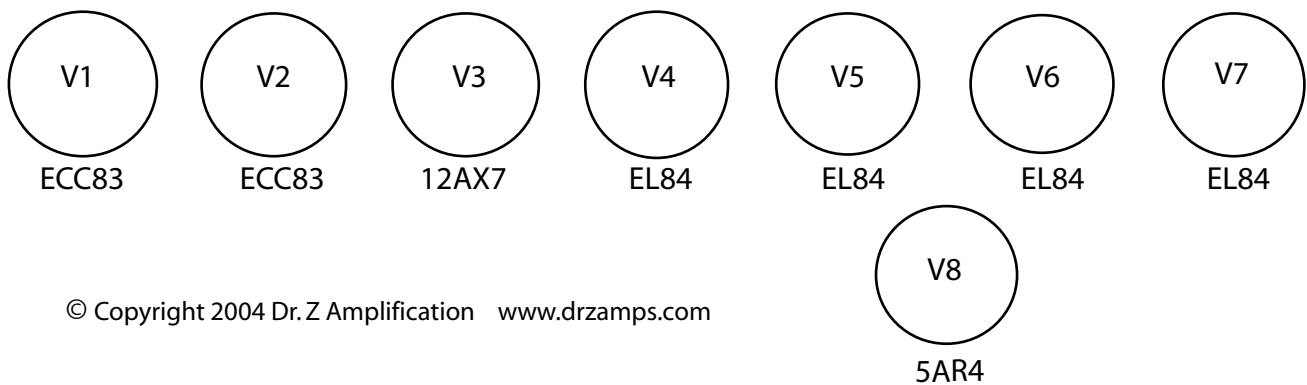 V1 V2 V3 V4 V5 V6 V7
ECC83 ECC83 12AX7 EL84 EL84 EL84 EL84
V8
© Copyright 2004 Dr. Z Amplification www.drzamps.com
5AR4